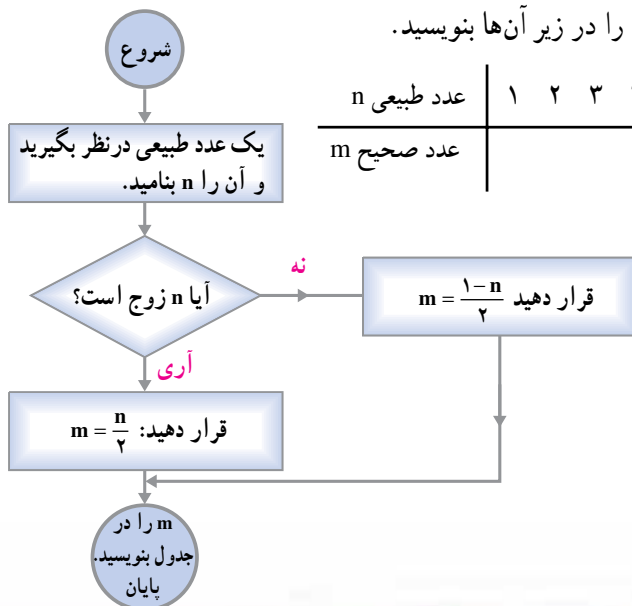 را در زیر آن‌ها بنویسید.
شروع
عدد طبیعی n ۱ ۲ ۳
عدد صحیح m
یک عدد طبیعی درنظر بگیرید
و آن را n بنامید.
آیا n زوج است؟
نه
قرار دهید m = (۱−n)/۲
آری
قرار دهید: m = n/۲
m را در
جدول بنویسید.
پایان